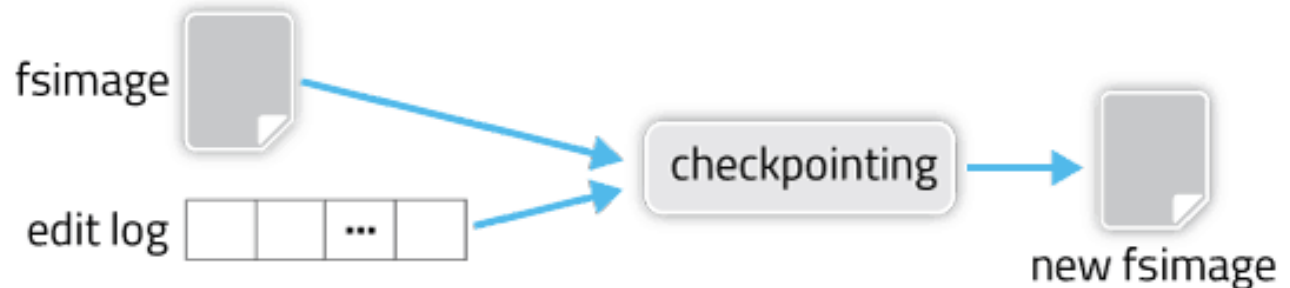 fsimage
checkpointing
edit log ...
new fsimage